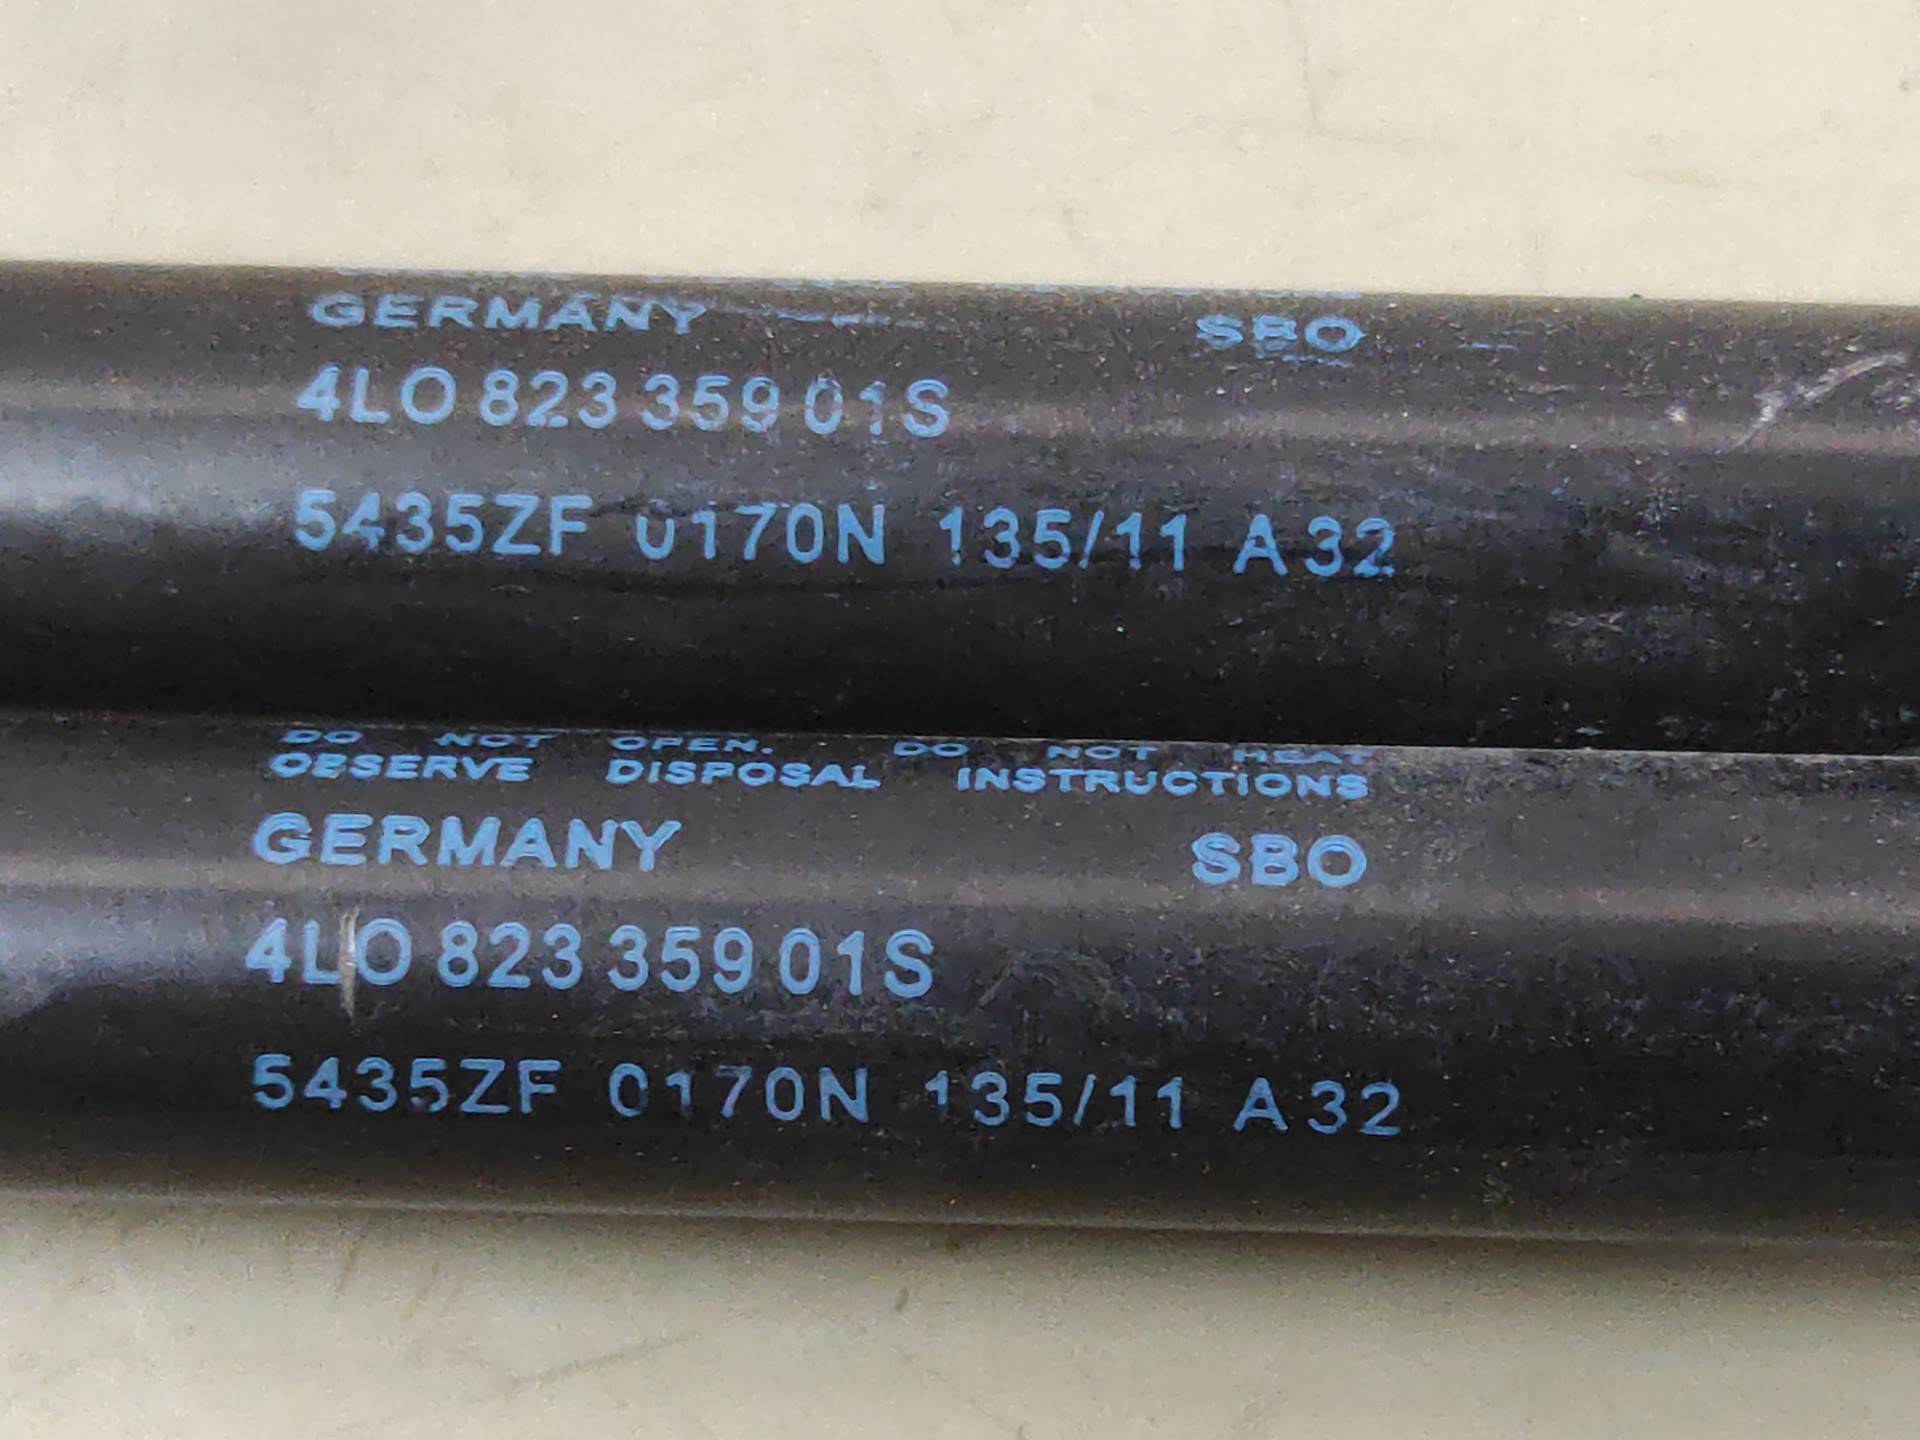 GERMANY SBO
4L0 823 359 01S
5435ZF 0170N 135/11 A32
DO NOT OPEN. DO NOT HEAT
OBSERVE DISPOSAL INSTRUCTIONS
GERMANY SBO
4L0 823 359 01S
5435ZF 0170N 135/11 A32